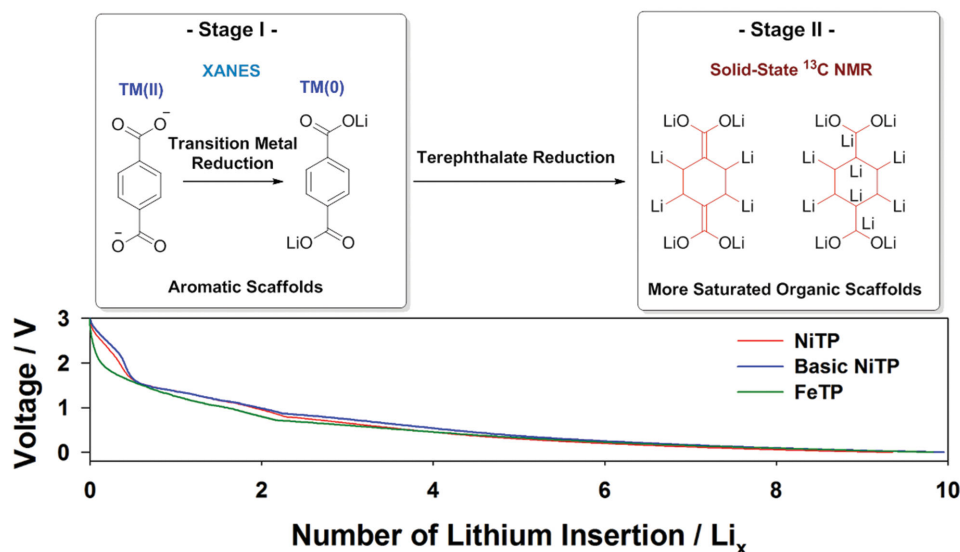 - Stage I -
XANES
TM(II)
TM(0)
O
O⁻
⁻O
O
Transition Metal
Reduction
O
OLi
LiO
O
Aromatic Scaffolds
Terephthalate Reduction
- Stage II -
Solid-State ¹³C NMR
LiO OLi
Li Li
Li Li
LiO OLi
LiO OLi
Li
Li Li
Li
Li
Li Li
Li
LiO OLi
More Saturated Organic Scaffolds
Voltage / V
3
2
1
0
NiTP
Basic NiTP
FeTP
0 2 4 6 8 10
Number of Lithium Insertion / Liₓ